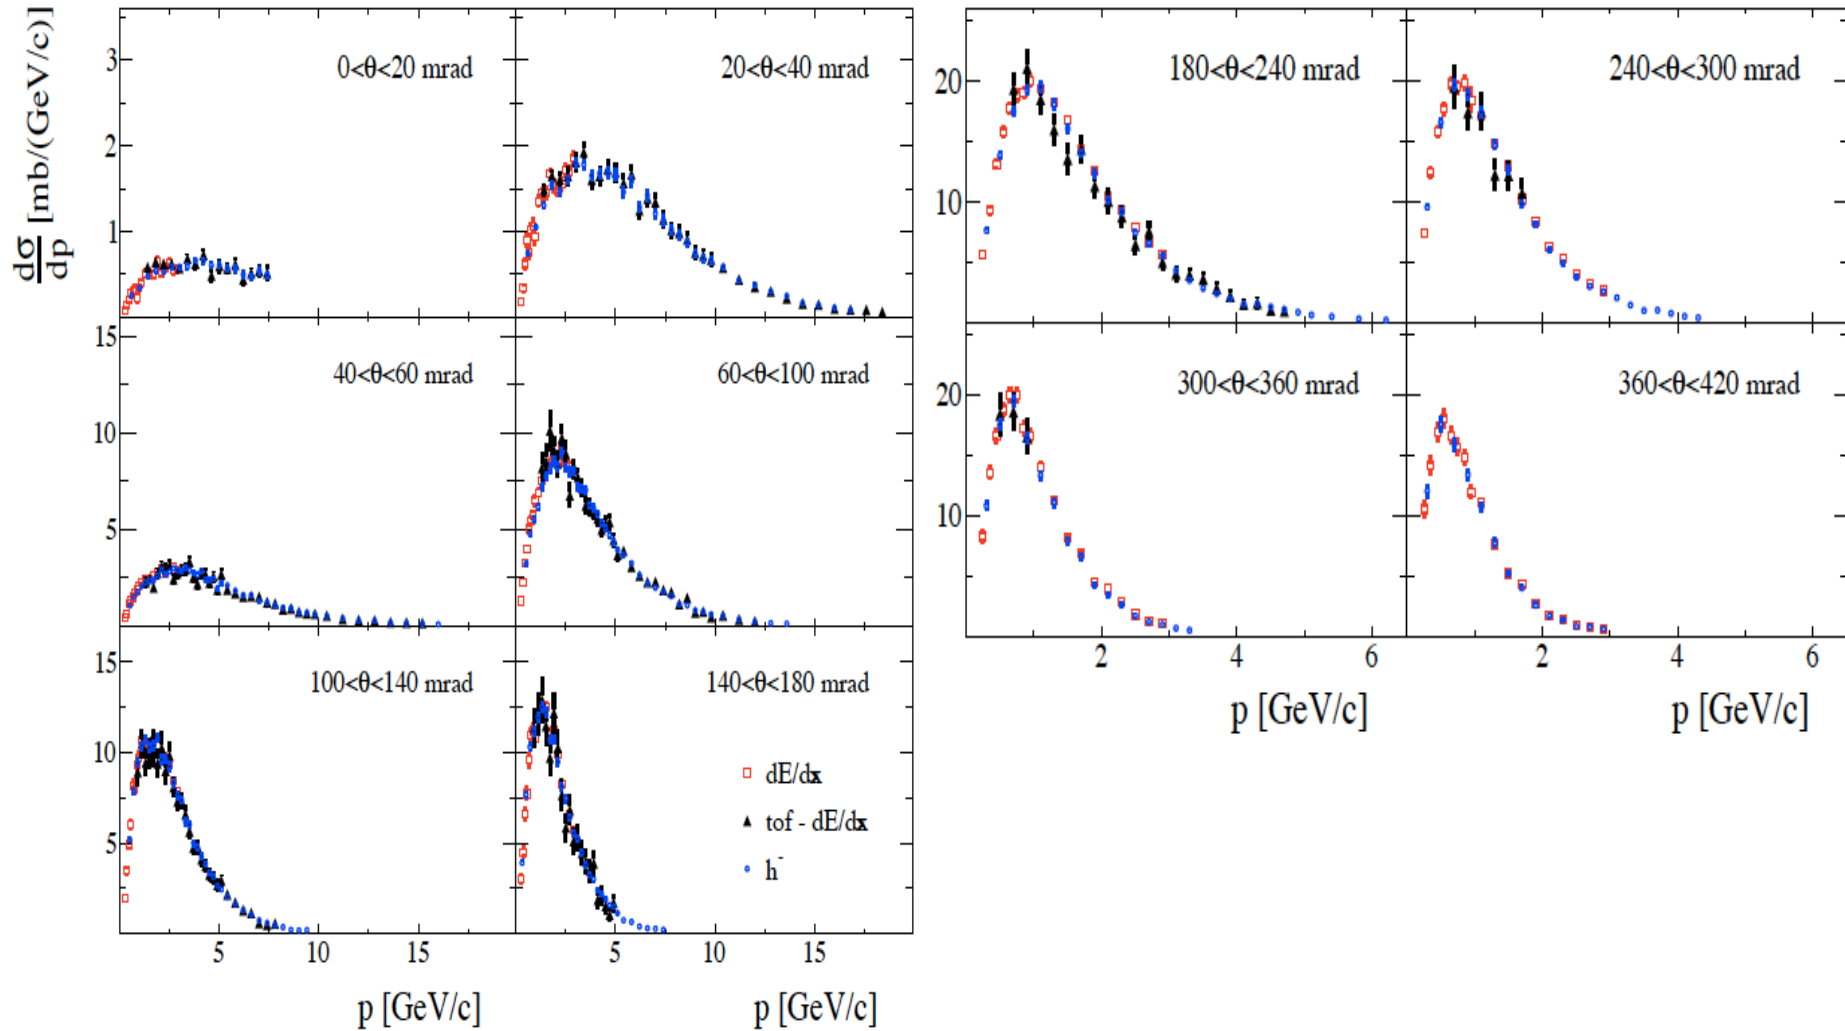 dσ/dp [mb/(GeV/c)]
0<θ<20 mrad
20<θ<40 mrad
3
2
1
40<θ<60 mrad
60<θ<100 mrad
15
10
5
100<θ<140 mrad
140<θ<180 mrad
15
10
5
dE/dx
tof - dE/dx
h⁻
5 10 15
5 10 15
p [GeV/c]
p [GeV/c]
180<θ<240 mrad
240<θ<300 mrad
20
10
300<θ<360 mrad
360<θ<420 mrad
20
10
2 4 6
2 4 6
p [GeV/c]
p [GeV/c]